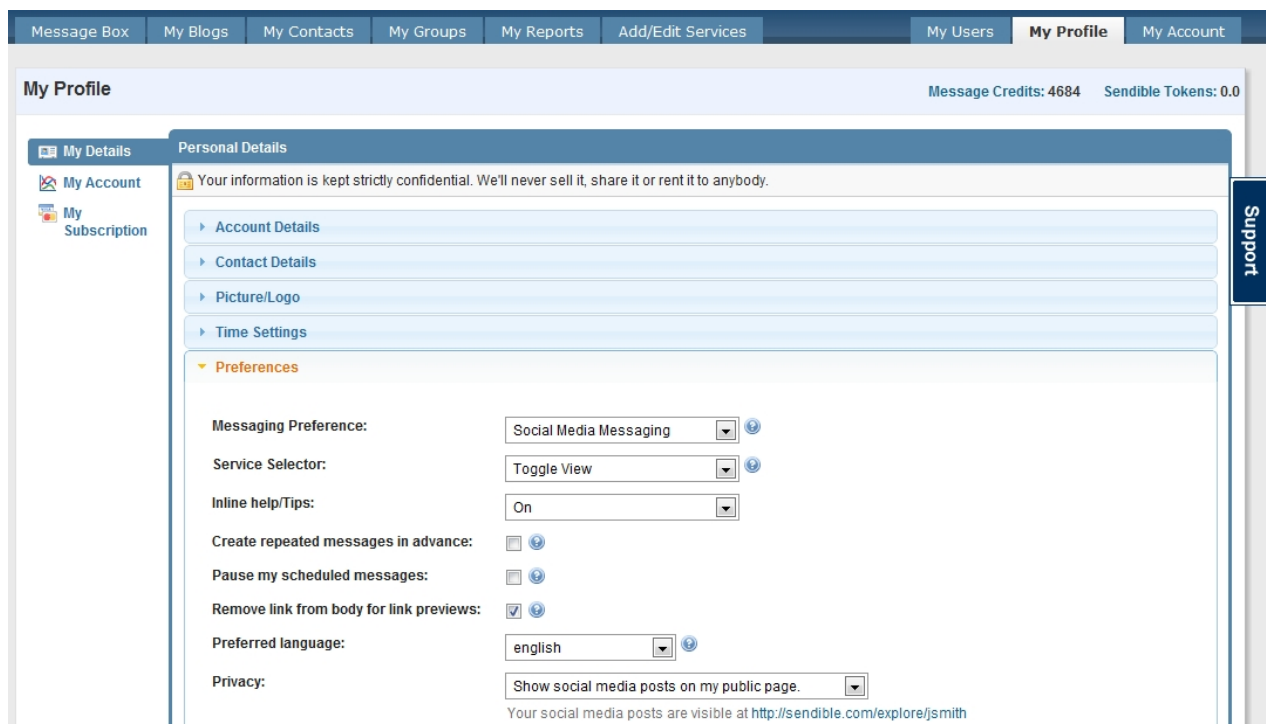 Message Box My Blogs My Contacts My Groups My Reports Add/Edit Services My Users My Profile My Account
My Profile
Message Credits: 4684 Sendible Tokens: 0.0
My Details
My Account
My
Subscription
Personal Details
Your information is kept strictly confidential. We'll never sell it, share it or rent it to anybody.
Account Details
Contact Details
Picture/Logo
Time Settings
Preferences
Messaging Preference: Social Media Messaging
Service Selector: Toggle View
Inline help/Tips: On
Create repeated messages in advance:
Pause my scheduled messages:
Remove link from body for link previews:
Preferred language: english
Privacy: Show social media posts on my public page.
Your social media posts are visible at http://sendible.com/explore/jsmith
Support